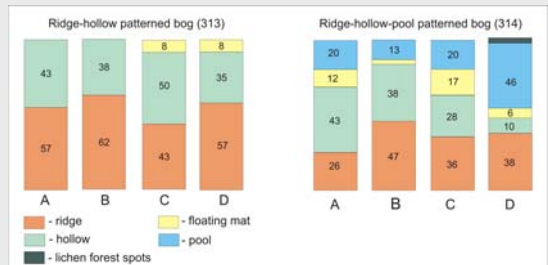 Ridge-hollow patterned bog (313)
43
57
A
38
62
B
8
50
43
C
8
35
57
D
Ridge-hollow-pool patterned bog (314)
20
12
43
26
A
13
38
47
B
20
17
28
36
C
46
6
10
38
D
- ridge
- floating mat
- hollow
- pool
- lichen forest spots